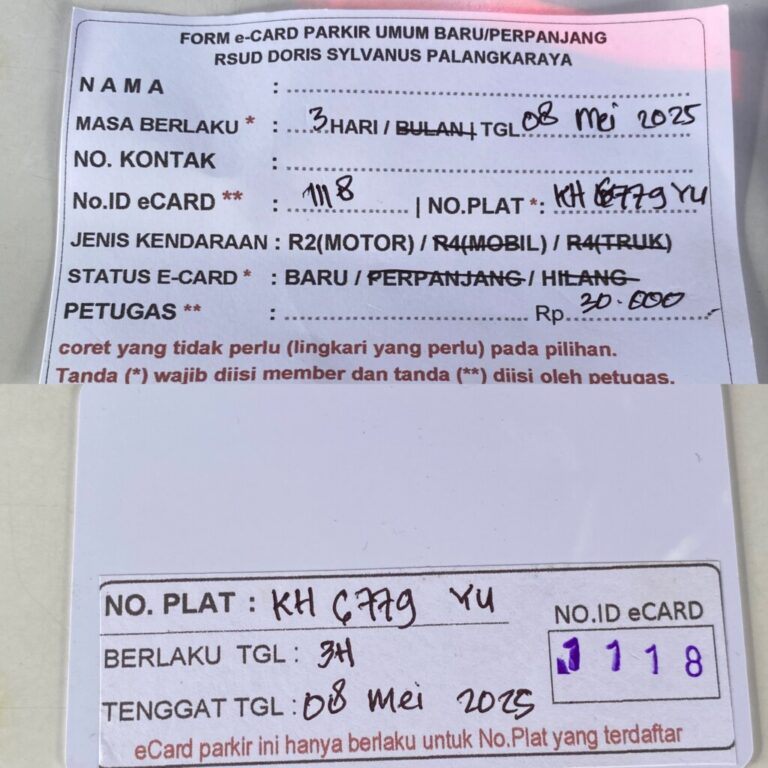 FORM e-CARD PARKIR UMUM BARU/PERPANJANG
RSUD DORIS SYLVANUS PALANGKARAYA
NAMA : ....................
MASA BERLAKU * : ....3 HARI / BULAN | TGL 08 Mei 2025
NO. KONTAK : ....................
No.ID eCARD ** : 1118 | NO.PLAT *: KH 6779 YU
JENIS KENDARAAN : R2(MOTOR) / R4(MOBIL) / R4(TRUK)
STATUS E-CARD * : BARU / PERPANJANG / HILANG
PETUGAS ** : .................... Rp. 30.000
coret yang tidak perlu (lingkari yang perlu) pada pilihan.
Tanda (*) wajib diisi member dan tanda (**) diisi oleh petugas.
NO. PLAT : KH 6779 YU
NO.ID eCARD
BERLAKU TGL : 3H
1118
TENGGAT TGL : 08 Mei 2025
eCard parkir ini hanya berlaku untuk No.Plat yang terdaftar